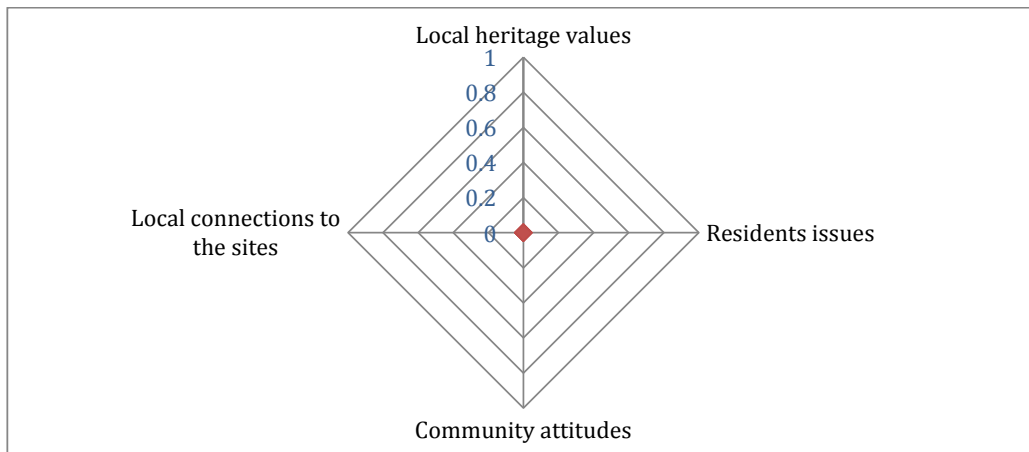 Local heritage values
1
0.8
0.6
0.4
0.2
0
Local connections to
the sites
Residents issues
Community attitudes